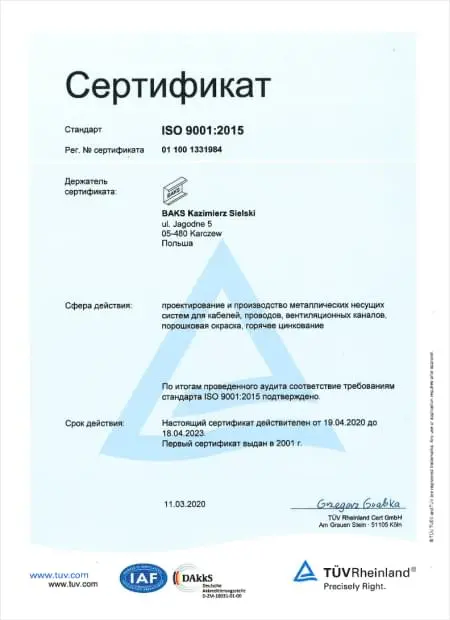 Сертификат
Стандарт ISO 9001:2015
Рег. № сертификата 01 100 1331984
Держатель
сертификата:
BAKS
BAKS Kazimierz Sielski
ul. Jagodne 5
05-480 Karczew
Польша
Сфера действия: проектирование и производство металлических несущих
систем для кабелей, проводов, вентиляционных каналов,
порошковая окраска, горячее цинкование
По итогам проведенного аудита соответствие требованиям
стандарта ISO 9001:2015 подтверждено.
Срок действия: Настоящий сертификат действителен от 19.04.2020 до
18.04.2023.
Первый сертификат выдан в 2001 г.
11.03.2020
Grzegorz Grabka
TÜV Rheinland Cert GmbH
Am Grauen Stein · 51105 Köln
® TÜV, TUEV and TUV are registered trademarks. Any use or application requires prior approval.
www.tuv.com
www.tuv.com
IAF
DAkkS
Deutsche
Akkreditierungsstelle
D-ZM-16031-01-00
TÜVRheinland®
Precisely Right.